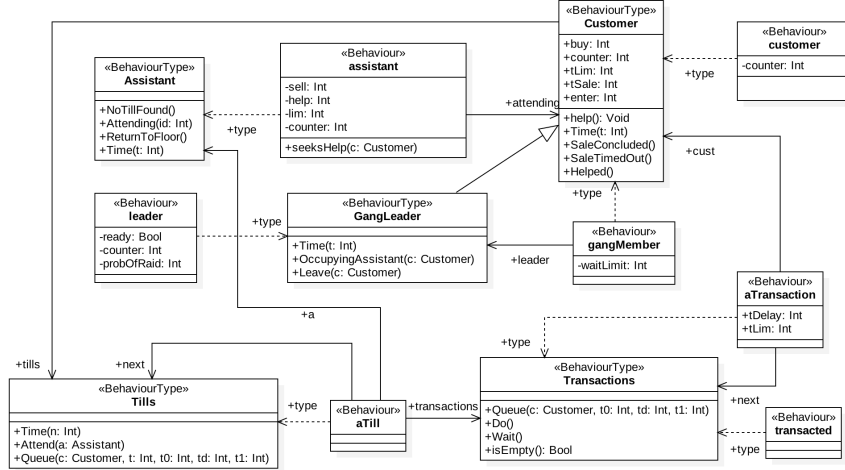 «BehaviourType»
Customer
+buy: Int
+counter: Int
+tLim: Int
+tSale: Int
+enter: Int
+help(): Void
+Time(t: Int)
+SaleConcluded()
+SaleTimedOut()
+Helped()
«Behaviour»
customer
-counter: Int
+type
«Behaviour»
assistant
-sell: Int
-help: Int
-lim: Int
-counter: Int
+seeksHelp(c: Customer)
+attending
«BehaviourType»
Assistant
+NoTillFound()
+Attending(id: Int)
+ReturnToFloor()
+Time(t: Int)
+type
+cust
+type
«Behaviour»
leader
-ready: Bool
-counter: Int
-probOfRaid: Int
+type
«BehaviourType»
GangLeader
+Time(t: Int)
+OccupyingAssistant(c: Customer)
+Leave(c: Customer)
«Behaviour»
gangMember
-waitLimit: Int
+leader
«Behaviour»
aTransaction
+tDelay: Int
+tLim: Int
+a
+type
+tills
+next
«BehaviourType»
Tills
+Time(n: Int)
+Attend(a: Assistant)
+Queue(c: Customer, t: Int, t0: Int, td: Int, t1: Int)
+type
«Behaviour»
aTill
+transactions
«BehaviourType»
Transactions
+Queue(c: Customer, t0: Int, td: Int, t1: Int)
+Do()
+Wait()
+isEmpty(): Bool
+next
«Behaviour»
transacted
+type